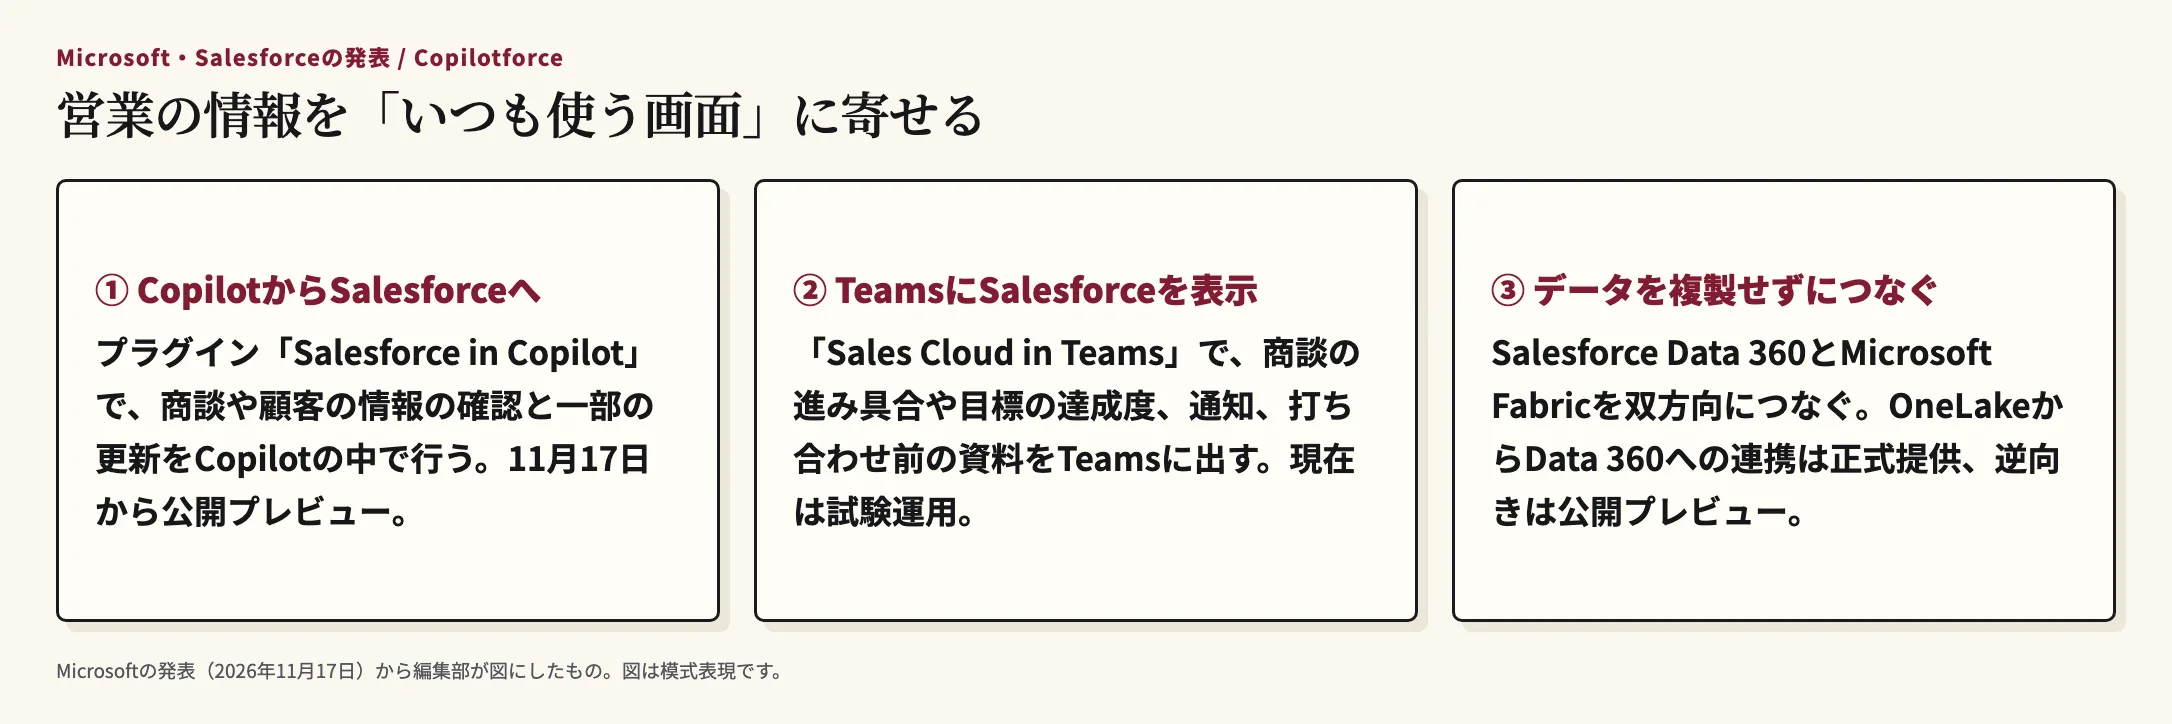 Microsoft・Salesforceの発表 / Copilotforce
営業の情報を「いつも使う画面」に寄せる
① CopilotからSalesforceへ
プラグイン「Salesforce in Copilot」
で、商談や顧客の情報の確認と一部の
更新をCopilotの中で行う。11月17日
から公開プレビュー。
② TeamsにSalesforceを表示
「Sales Cloud in Teams」で、商談の
進み具合や目標の達成度、通知、打ち
合わせ前の資料をTeamsに出す。現在
は試験運用。
③ データを複製せずにつなぐ
Salesforce Data 360とMicrosoft
Fabricを双方向につなぐ。OneLakeか
らData 360への連携は正式提供、逆向
きは公開プレビュー。
Microsoftの発表（2026年11月17日）から編集部が図にしたもの。図は模式表現です。